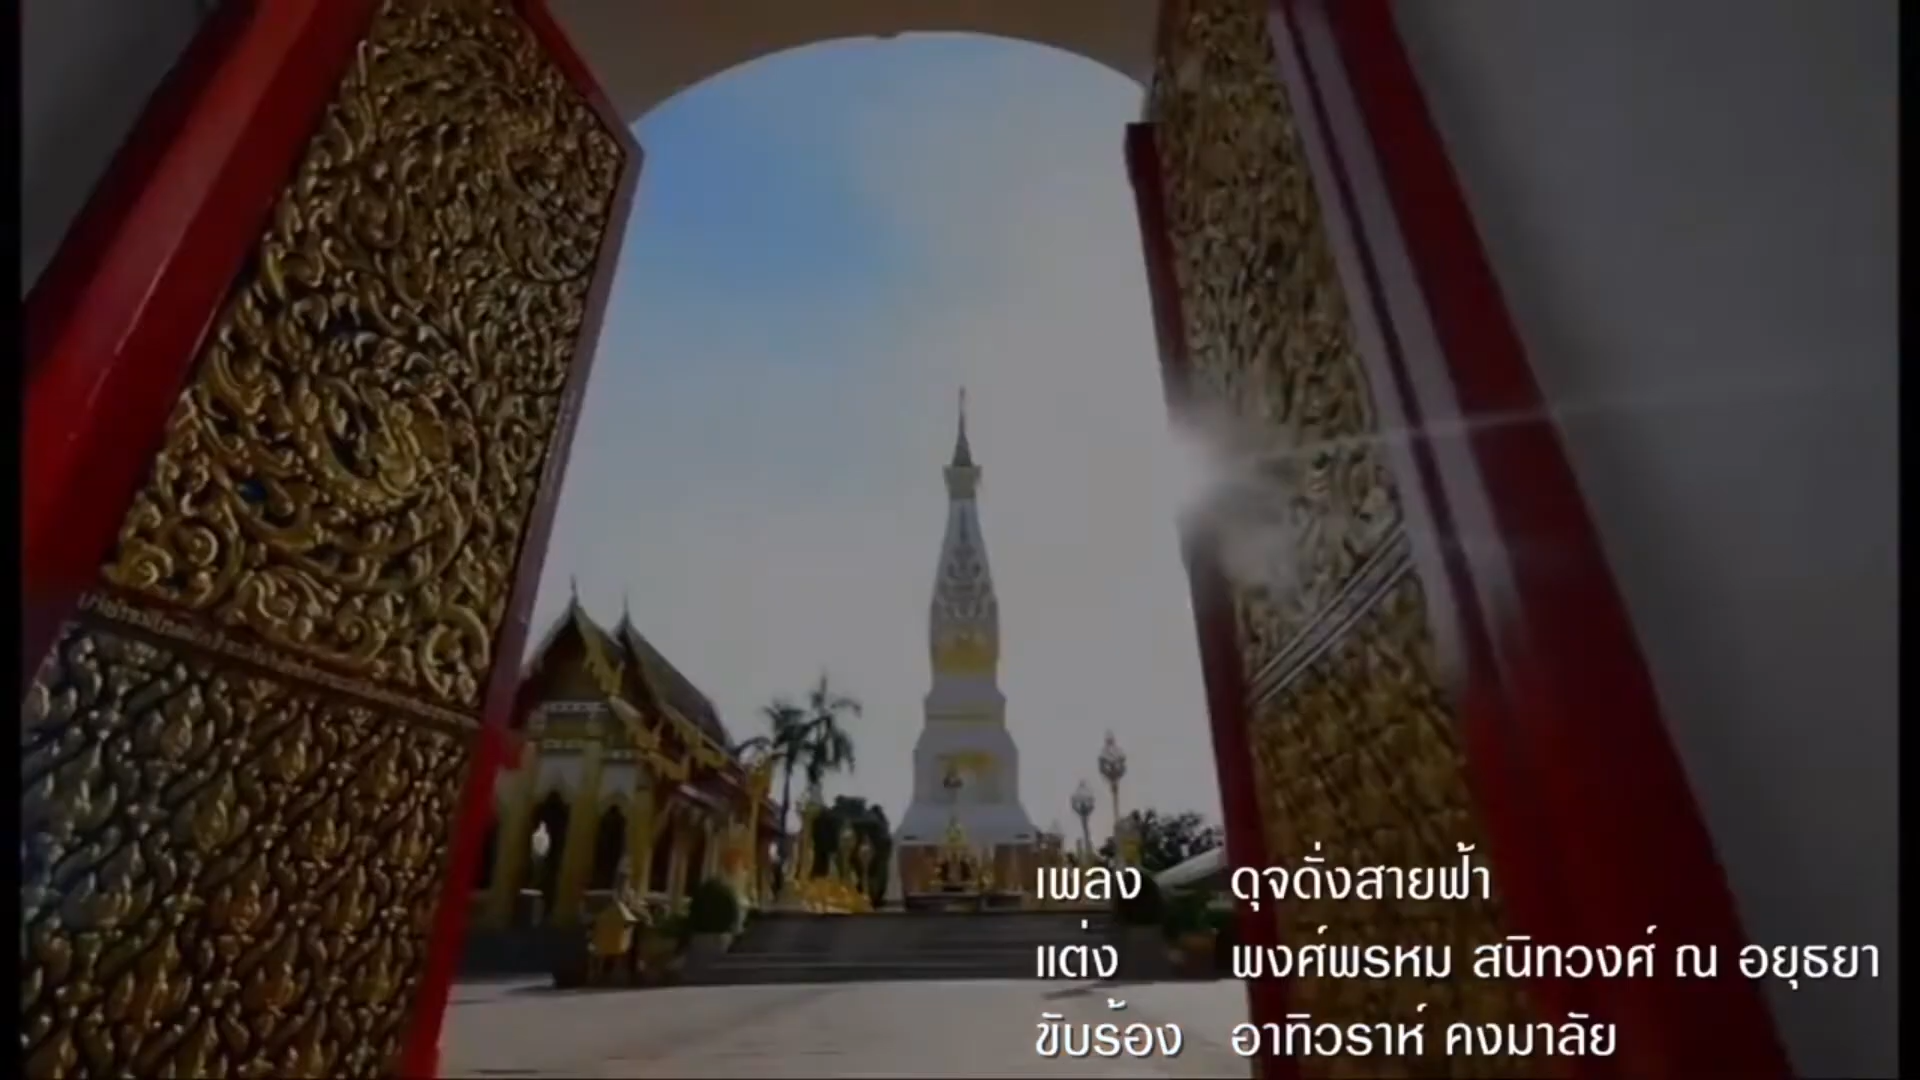 เพลง ดุจดั่งสายฟ้า
แต่ง พงศ์พรหม สนิทวงศ์ ณ อยุธยา
ขับร้อง อาทิวราห์ คงมาลัย